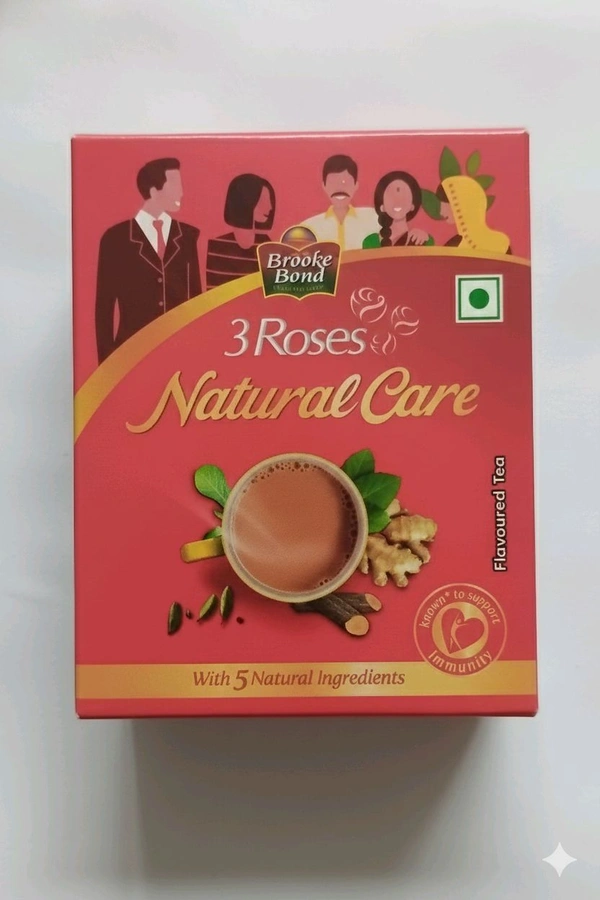 Brooke
Bond
3 Roses
Natural Care
Flavoured Tea
known* to support
Immunity
With 5 Natural Ingredients